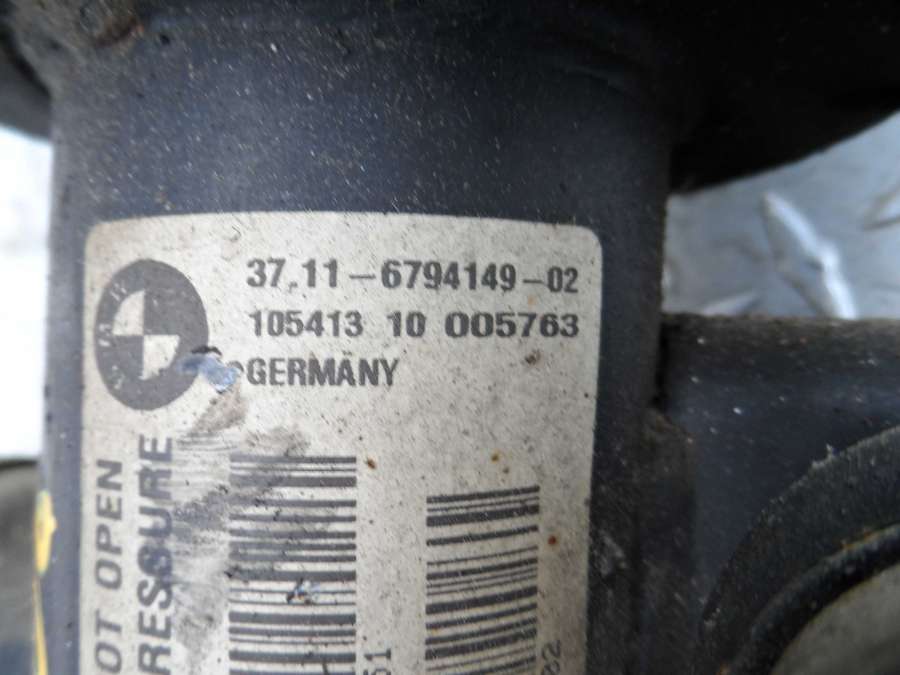 37.11-6794149-02
105413 10 005763
GERMANY
OT OPEN
RESSURE